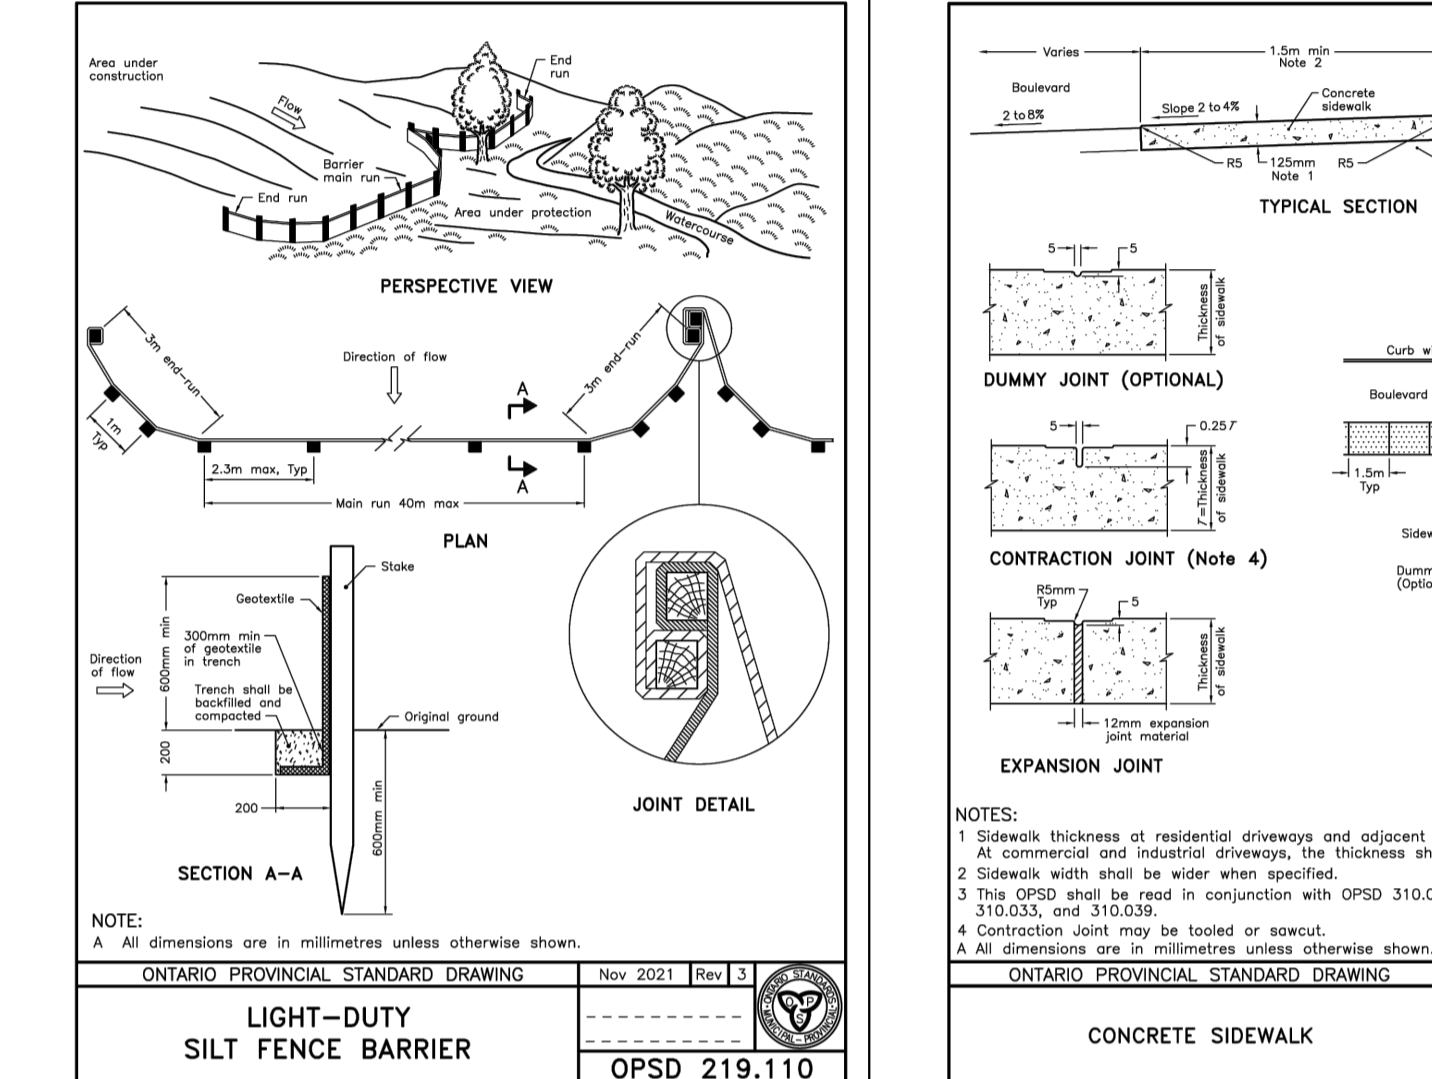 Area under
construction
Flow
End
run
Barrier
main run
End run
Area under protection
Watercourse
PERSPECTIVE VIEW
3m end-run
Direction of flow
3m end-run
1m
Typ
A
A
2.3m max, Typ
Main run 40m max
PLAN
Stake
Geotextile
300mm min
of geotextile
in trench
Direction
of flow
600mm min
Trench shall be
backfilled and
compacted
Original ground
200
200
600mm min
SECTION A-A
JOINT DETAIL
NOTE:
A All dimensions are in millimetres unless otherwise shown.
ONTARIO PROVINCIAL STANDARD DRAWING
Nov 2021 Rev 3
LIGHT-DUTY
SILT FENCE BARRIER
ONTARIO STANDARDS
OPS
MUNICIPAL-PROVINCIAL
OPSD 219.110
Varies
1.5m min
Note 2
Boulevard
2 to 8%
Slope 2 to 4%
Concrete
sidewalk
R5
125mm
Note 1
R5
TYPICAL SECTION
5
5
Thickness
of sidewalk
DUMMY JOINT (OPTIONAL)
Curb
Boulevard
5
0.25T
T=Thickness
of sidewalk
1.5m
Typ
CONTRACTION JOINT (Note 4)
R5mm
Typ
5
Thickness
of sidewalk
12mm expansion
joint material
EXPANSION JOINT
NOTES:
1 Sidewalk thickness at residential driveways and adjacent
At commercial and industrial driveways, the thickness
2 Sidewalk width shall be wider when specified.
3 This OPSD shall be read in conjunction with OPSD
310.033, and 310.039.
4 Contraction Joint may be tooled or sawcut.
A All dimensions are in millimetres unless otherwise shown.
ONTARIO PROVINCIAL STANDARD DRAWING
CONCRETE SIDEWALK